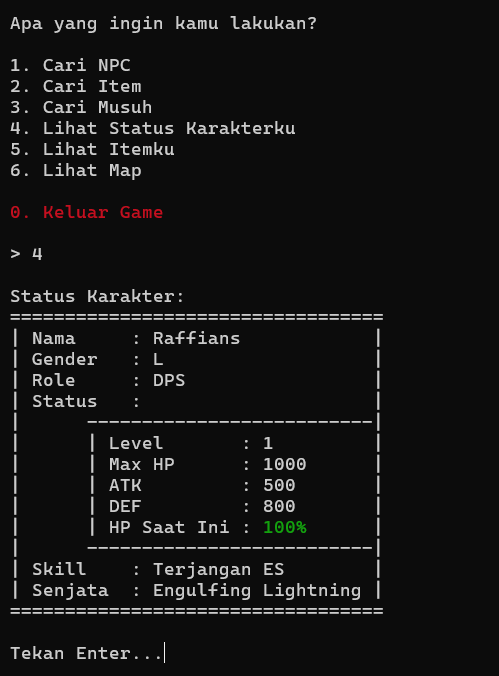 Apa yang ingin kamu lakukan?
1. Cari NPC
2. Cari Item
3. Cari Musuh
4. Lihat Status Karakterku
5. Lihat Itemku
6. Lihat Map
0. Keluar Game
> 4
Status Karakter:
==================================
| Nama     : Raffians            |
| Gender   : L                   |
| Role     : DPS                 |
| Status   :                     |
|      --------------------------|
|      | Level       : 1         |
|      | Max HP      : 1000      |
|      | ATK         : 500       |
|      | DEF         : 800       |
|      | HP Saat Ini : 100%      |
|      --------------------------|
| Skill    : Terjangan ES        |
| Senjata  : Engulfing Lightning |
==================================
Tekan Enter...